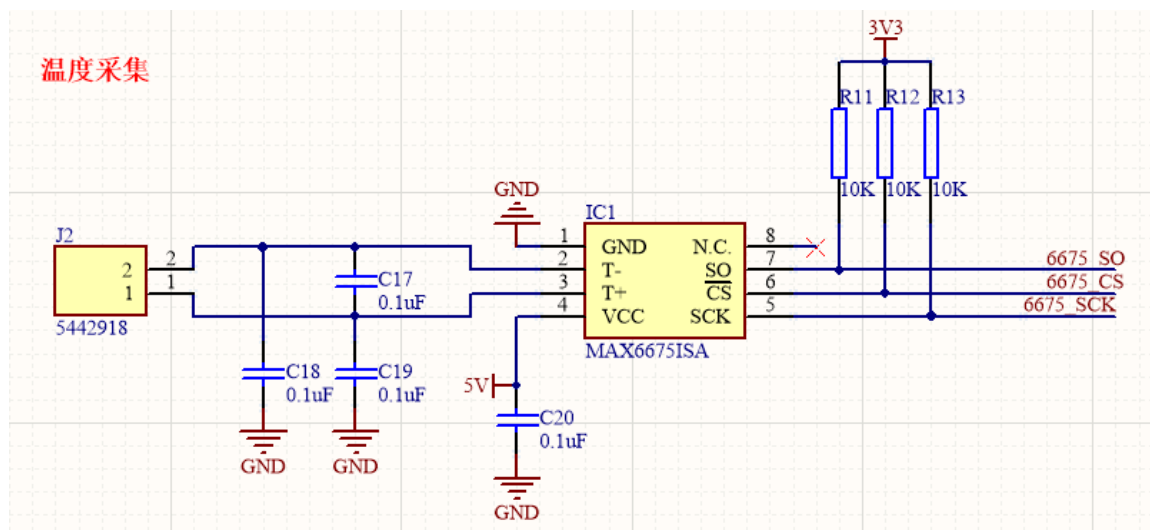 温度采集
3V3
R11 R12 R13
10K 10K 10K
GND
IC1
J2
2 2
1 1
5442918
C17
0.1uF
1 GND N.C. 8
2 T- SO 7 6675_SO
3 T+ CS 6 6675_CS
4 VCC SCK 5 6675_SCK
MAX6675ISA
C18
0.1uF
C19
0.1uF
5V
C20
0.1uF
GND
GND
GND